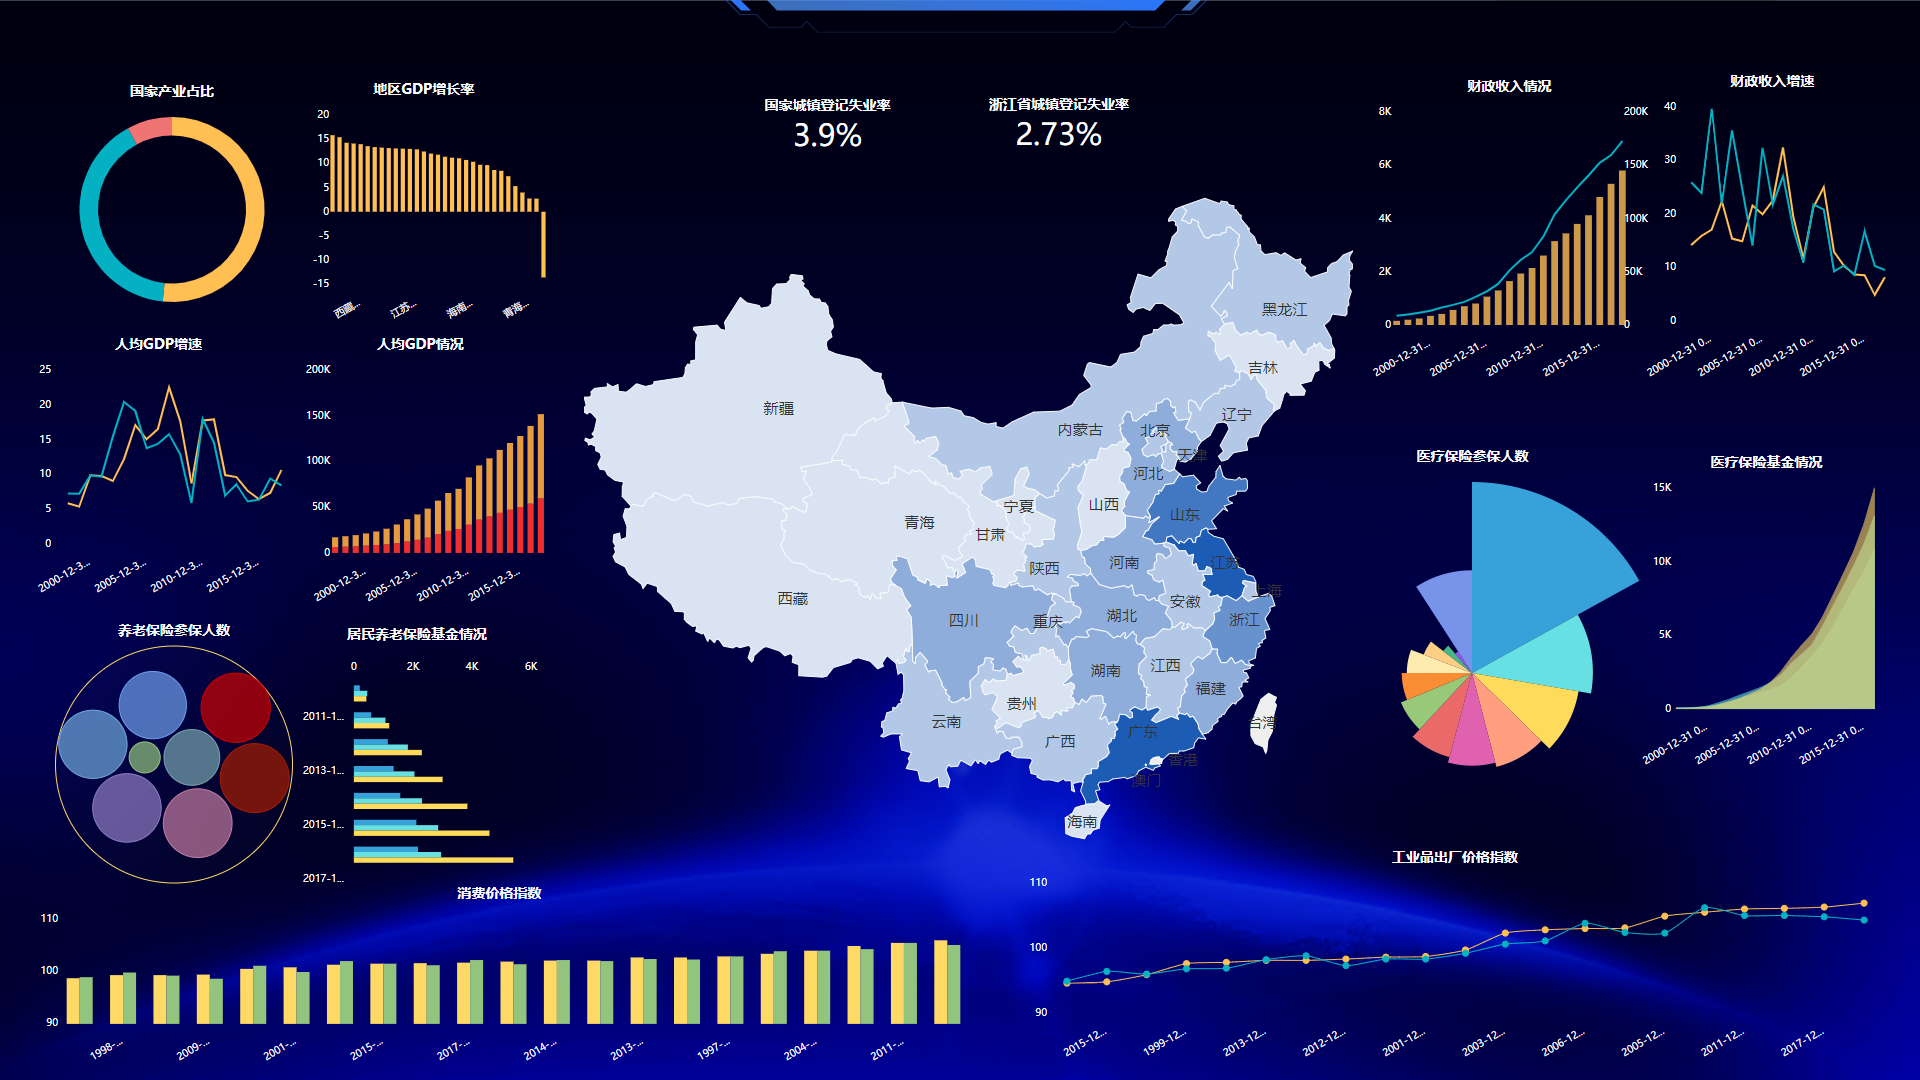 国家产业占比
地区GDP增长率
20
15
10
5
0
-5
-10
-15
西藏...
江苏...
海南...
青海...
国家城镇登记失业率
3.9%
浙江省城镇登记失业率
2.73%
财政收入情况
8K
6K
4K
2K
0
200K
150K
100K
50K
0
2000-12-31...
2005-12-31...
2010-12-31...
2015-12-31...
财政收入增速
40
30
20
10
0
2000-12-31 0...
2005-12-31 0...
2010-12-31 0...
2015-12-31 0...
人均GDP增速
25
20
15
10
5
0
2000-12-3...
2005-12-3...
2010-12-3...
2015-12-3...
人均GDP情况
200K
150K
100K
50K
0
2000-12-3...
2005-12-3...
2010-12-3...
2015-12-3...
黑龙江
吉林
辽宁
新疆
内蒙古
北京
天津
河北
山西
宁夏
青海
甘肃
山东
河南
江苏
陕西
西藏
安徽
上海
四川
重庆
湖北
浙江
湖南
江西
福建
贵州
云南
广西
广东
台湾
香港
澳门
海南
医疗保险参保人数
医疗保险基金情况
15K
10K
5K
0
2000-12-31 0...
2005-12-31 0...
2010-12-31 0...
2015-12-31 0...
养老保险参保人数
居民养老保险基金情况
0
2K
4K
6K
2011-1...
2013-1...
2015-1...
2017-1...
消费价格指数
110
100
90
1998-...
2009-...
2001-...
2015-...
2017-...
2014-...
2013-...
1997-...
2004-...
2011-...
工业品出厂价格指数
110
100
90
2015-12...
1999-12...
2013-12...
2012-12...
2001-12...
2003-12...
2006-12...
2005-12...
2011-12...
2017-12...